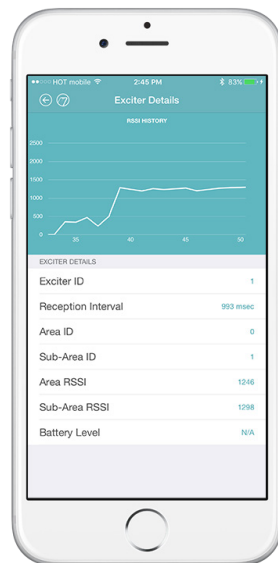 HOT mobile 2:45 PM 83%
Exciter Details
RSSI HISTORY
2500
2000
1500
1000
500
0
35 40 45 50
EXCITER DETAILS
Exciter ID 1
Reception Interval 993 msec
Area ID 0
Sub-Area ID 1
Area RSSI 1246
Sub-Area RSSI 1298
Battery Level N/A